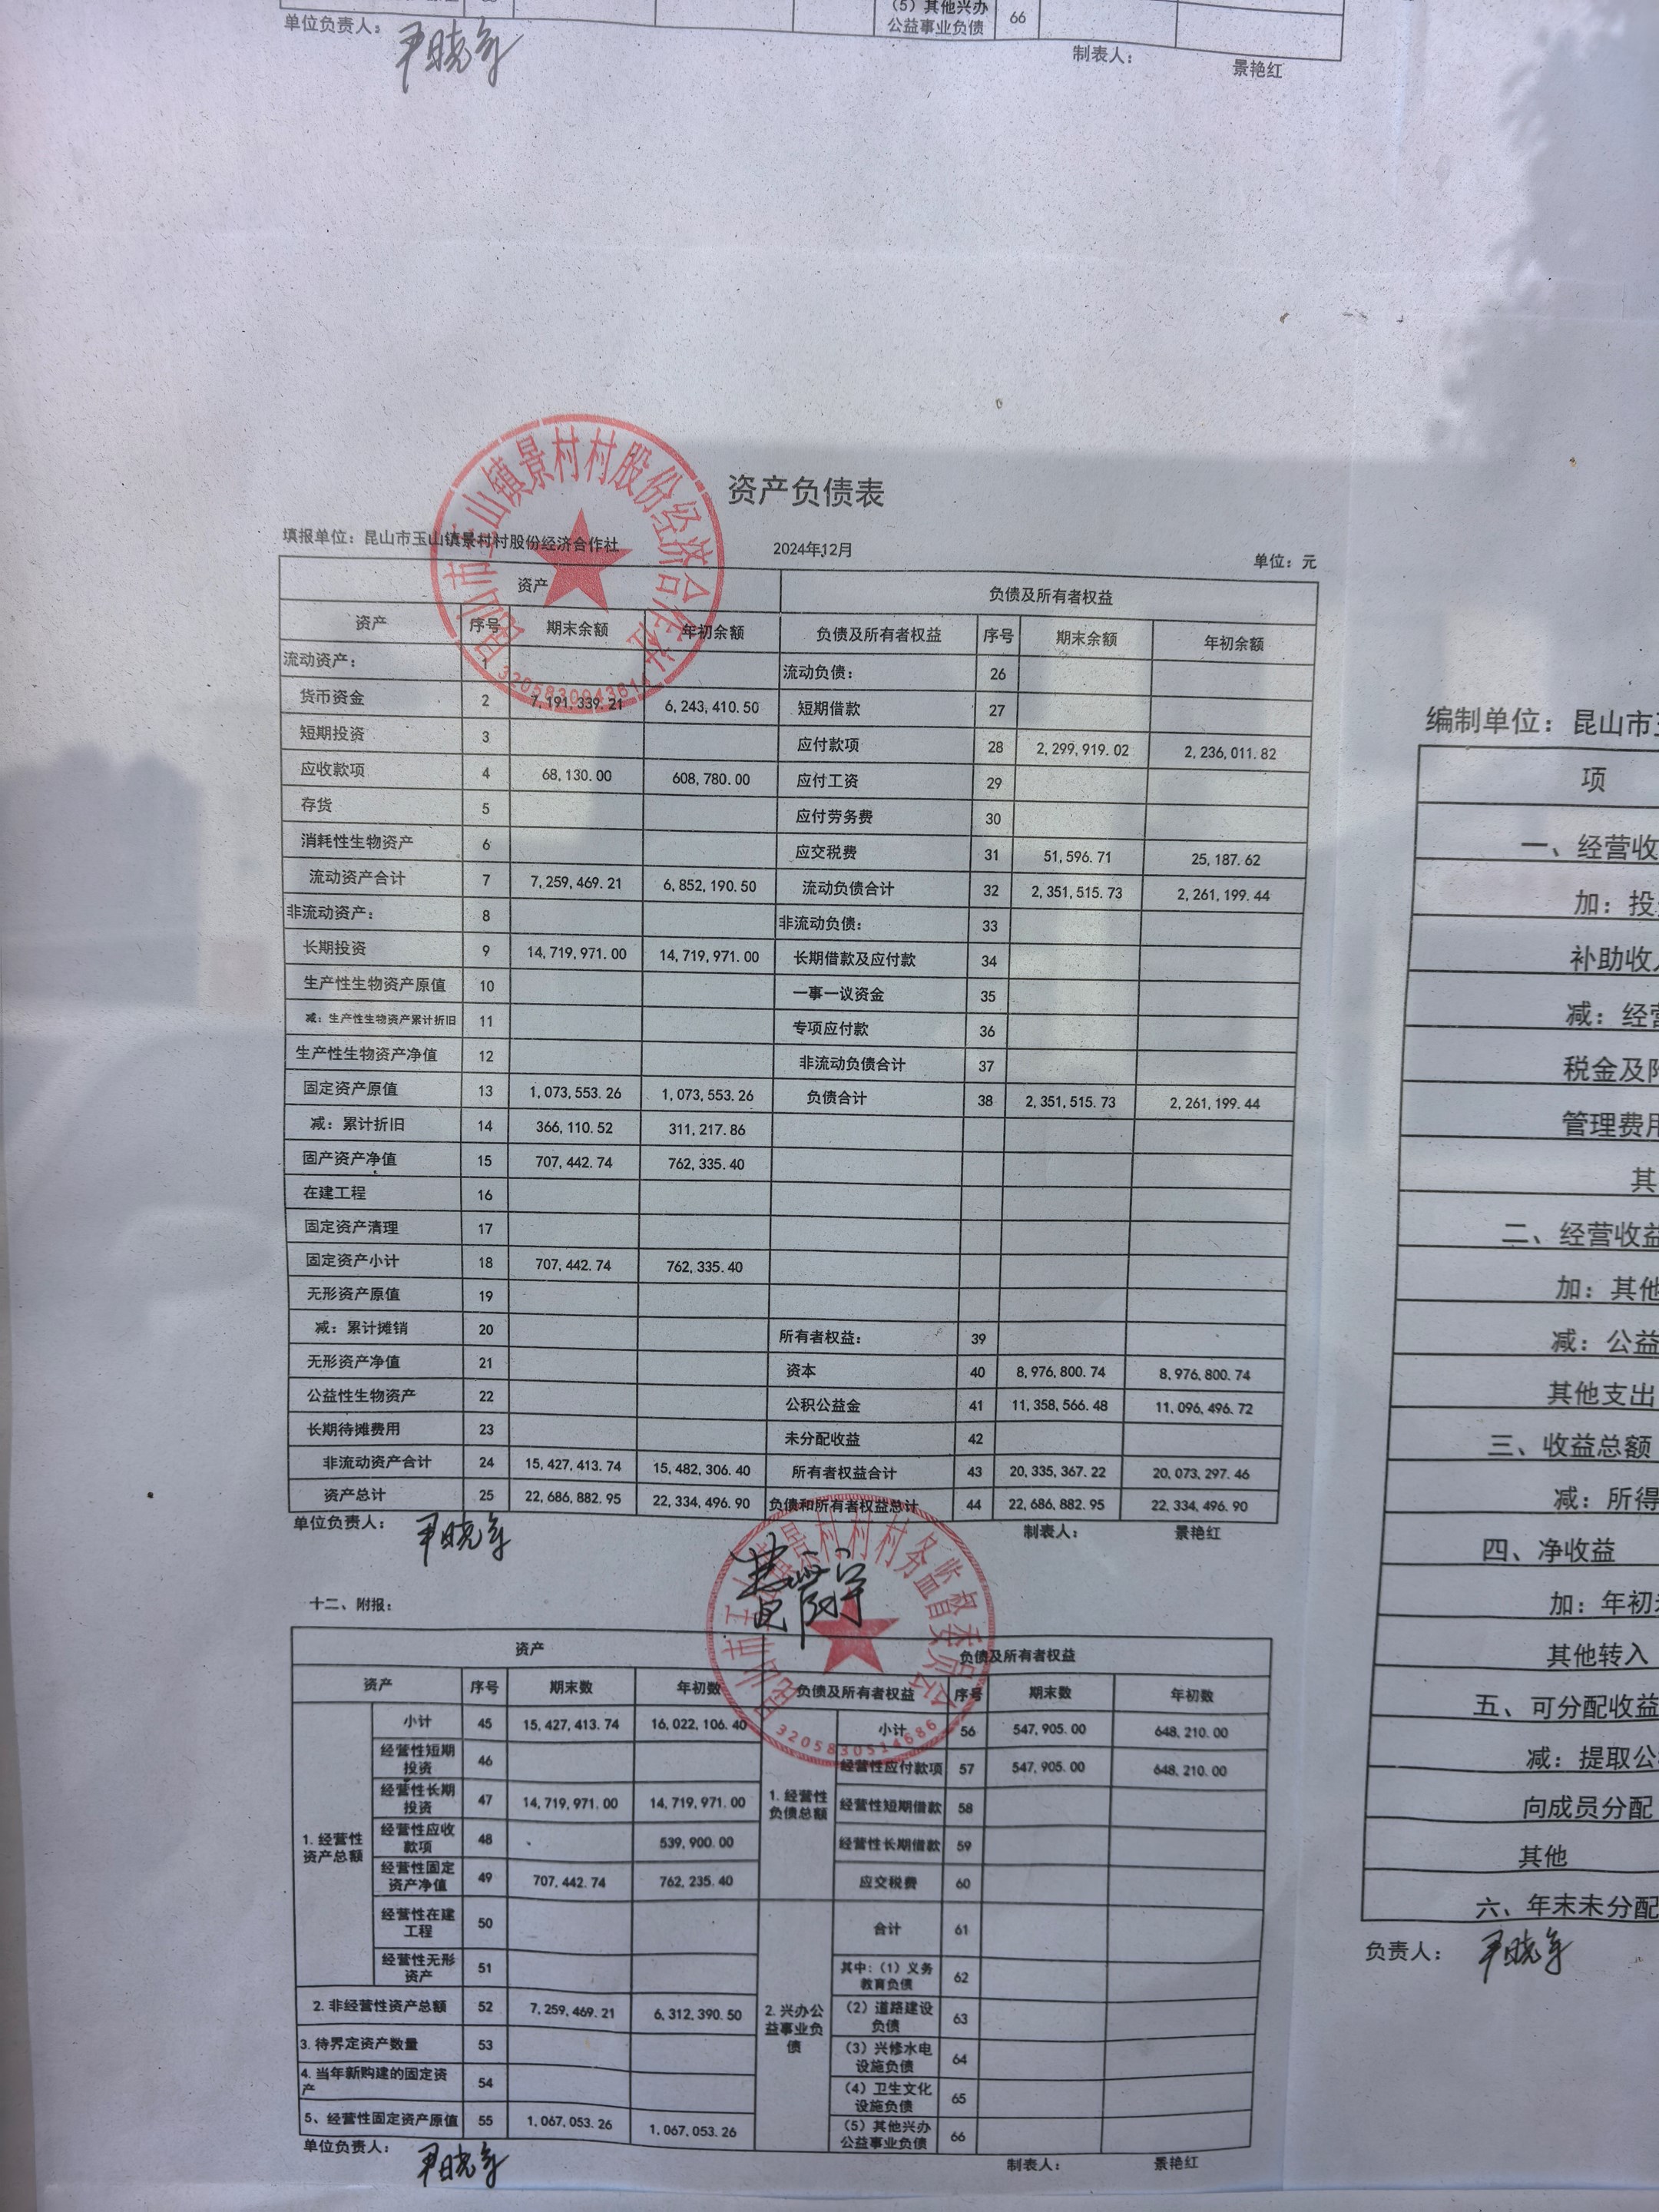 （5）其他兴办
公益事业负债 66
单位负责人：
制表人： 景艳红
资产负债表
填报单位：昆山市玉山镇景村村股份经济合作社 2024年12月 单位：元
昆山市玉山镇景村村股份经济合作社
资产 负债及所有者权益
资产 序号 期末余额 年初余额 负债及所有者权益 序号 期末余额 年初余额
流动资产： 1 流动负债： 26
货币资金 2 7,191,339.21 6,243,410.50 短期借款 27
短期投资 3 应付款项 28 2,299,919.02 2,236,011.82
应收款项 4 68,130.00 608,780.00 应付工资 29
存货 5 应付劳务费 30
消耗性生物资产 6 应交税费 31 51,596.71 25,187.62
流动资产合计 7 7,259,469.21 6,852,190.50 流动负债合计 32 2,351,515.73 2,261,199.44
非流动资产： 8 非流动负债： 33
长期投资 9 14,719,971.00 14,719,971.00 长期借款及应付款 34
生产性生物资产原值 10 一事一议资金 35
减：生产性生物资产累计折旧 11 专项应付款 36
生产性生物资产净值 12 非流动负债合计 37
固定资产原值 13 1,073,553.26 1,073,553.26 负债合计 38 2,351,515.73 2,261,199.44
减：累计折旧 14 366,110.52 311,217.86
固产资产净值 15 707,442.74 762,335.40
在建工程 16
固定资产清理 17
固定资产小计 18 707,442.74 762,335.40
无形资产原值 19
减：累计摊销 20 所有者权益： 39
无形资产净值 21 资本 40 8,976,800.74 8,976,800.74
公益性生物资产 22 公积公益金 41 11,358,566.48 11,096,496.72
长期待摊费用 23 未分配收益 42
非流动资产合计 24 15,427,413.74 15,482,306.40 所有者权益合计 43 20,335,367.22 20,073,297.46
资产总计 25 22,686,882.95 22,334,496.90 负债和所有者权益总计 44 22,686,882.95 22,334,496.90
单位负责人： 制表人： 景艳红
昆山市玉山镇景村村村务监督委员会
3205830514686
十二、附报：
资产 负债及所有者权益
资产 序号 期末数 年初数 负债及所有者权益 序号 期末数 年初数
1.经营性资产总额 小计 45 15,427,413.74 16,022,106.40 1.经营性负债总额 小计 56 547,905.00 648,210.00
经营性短期投资 46 经营性应付款项 57 547,905.00 648,210.00
经营性长期投资 47 14,719,971.00 14,719,971.00 经营性短期借款 58
经营性应收款项 48 539,900.00 经营性长期借款 59
经营性固定资产净值 49 707,442.74 762,235.40 应交税费 60
经营性在建工程 50 2.兴办公益事业负债 合计 61
经营性无形资产 51 其中：（1）义务教育负债 62
2.非经营性资产总额 52 7,259,469.21 6,312,390.50 （2）道路建设负债 63
3.待界定资产数量 53 （3）兴修水电设施负债 64
4.当年新购建的固定资产 54 （4）卫生文化设施负债 65
5、经营性固定资产原值 55 1,067,053.26 1,067,053.26 （5）其他兴办公益事业负债 66
单位负责人： 制表人： 景艳红
编制单位：昆山市
项
一、经营收
加：投
补助收
减：经
税金及
管理费用
其
二、经营收益
加：其他
减：公益
其他支出
三、收益总额
减：所得
四、净收益
加：年初
其他转入
五、可分配收益
减：提取公
向成员分配
其他
六、年末未分配
负责人：